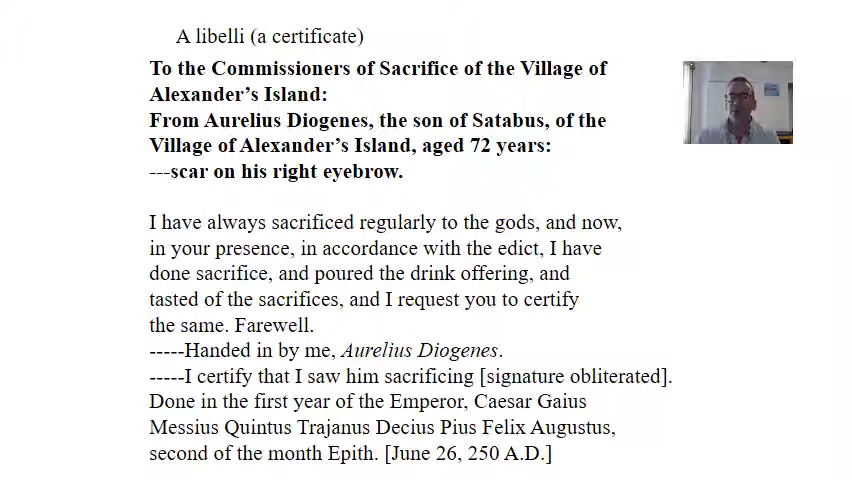 A libelli (a certificate)
To the Commissioners of Sacrifice of the Village of
Alexander's Island:
From Aurelius Diogenes, the son of Satabus, of the
Village of Alexander's Island, aged 72 years:
---scar on his right eyebrow.
I have always sacrificed regularly to the gods, and now,
in your presence, in accordance with the edict, I have
done sacrifice, and poured the drink offering, and
tasted of the sacrifices, and I request you to certify
the same. Farewell.
-----Handed in by me, Aurelius Diogenes.
-----I certify that I saw him sacrificing [signature obliterated].
Done in the first year of the Emperor, Caesar Gaius
Messius Quintus Trajanus Decius Pius Felix Augustus,
second of the month Epith. [June 26, 250 A.D.]